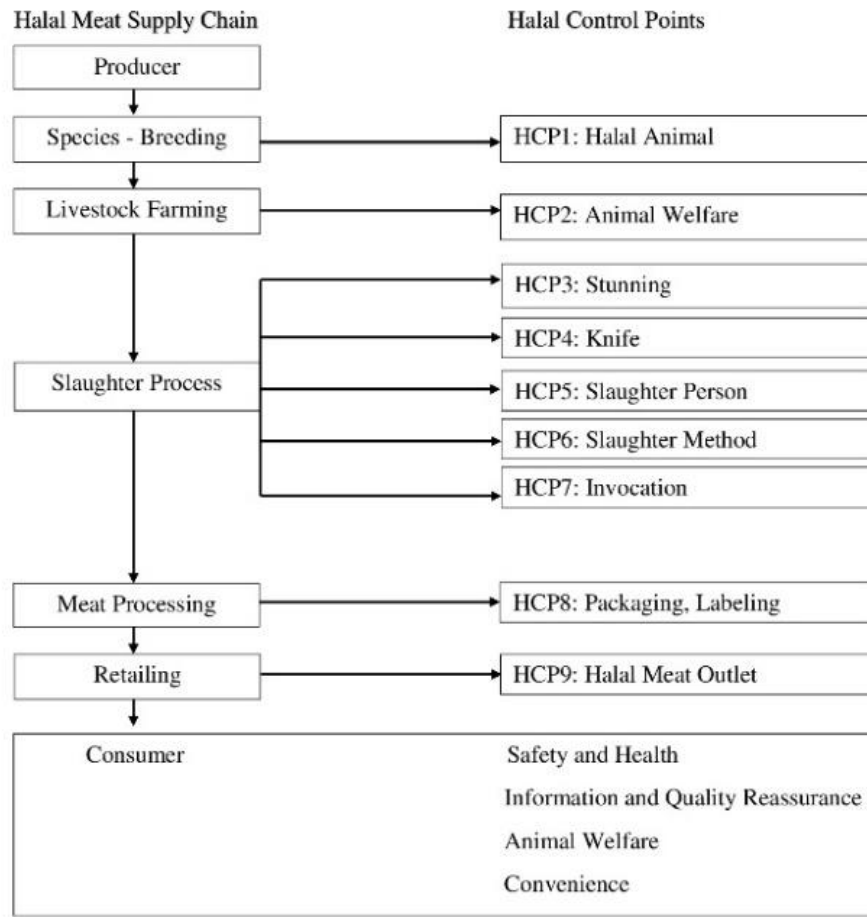 Halal Meat Supply Chain
Halal Control Points
Producer
Species - Breeding
HCP1: Halal Animal
Livestock Farming
HCP2: Animal Welfare
HCP3: Stunning
HCP4: Knife
Slaughter Process
HCP5: Slaughter Person
HCP6: Slaughter Method
HCP7: Invocation
Meat Processing
HCP8: Packaging, Labeling
Retailing
HCP9: Halal Meat Outlet
Consumer
Safety and Health
Information and Quality Reassurance
Animal Welfare
Convenience